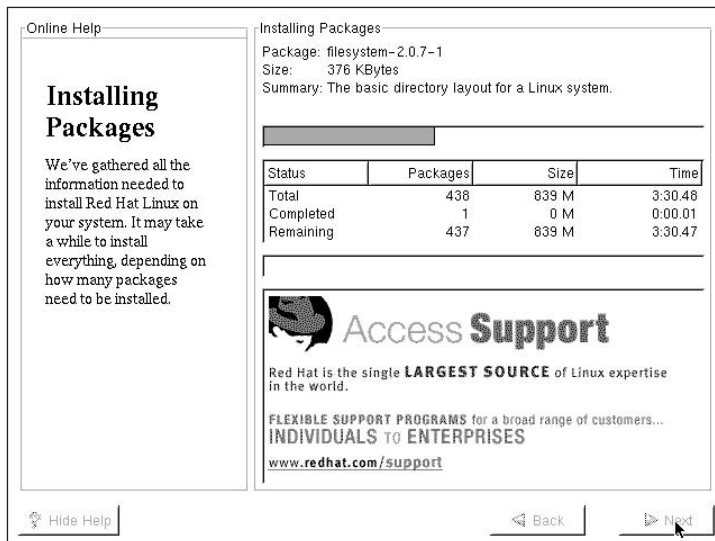 Online Help
Installing
Packages
We've gathered all the
information needed to
install Red Hat Linux on
your system. It may take
a while to install
everything, depending on
how many packages
need to be installed.
Installing Packages
Package: filesystem-2.0.7-1
Size: 376 KBytes
Summary: The basic directory layout for a Linux system.
Status Packages Size Time
Total 438 839 M 3:30.48
Completed 1 0 M 0:00.01
Remaining 437 839 M 3:30.47
Access Support
Red Hat is the single LARGEST SOURCE of Linux expertise
in the world.
FLEXIBLE SUPPORT PROGRAMS for a broad range of customers...
INDIVIDUALS TO ENTERPRISES
www.redhat.com/support
Hide Help
Back
Next